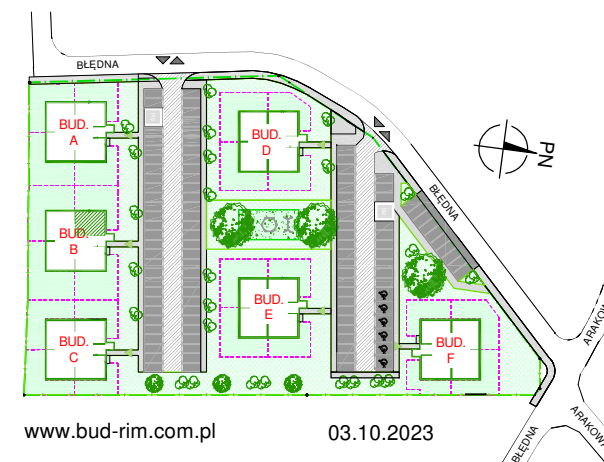 BŁĘDNA
BUD.
A
BUD.
D
PN
BŁĘDNA
BUD.
B
BUD.
E
BUD.
C
BUD.
F
ARAKOW
ARAKOWA
BŁĘDNA
www.bud-rim.com.pl
03.10.2023